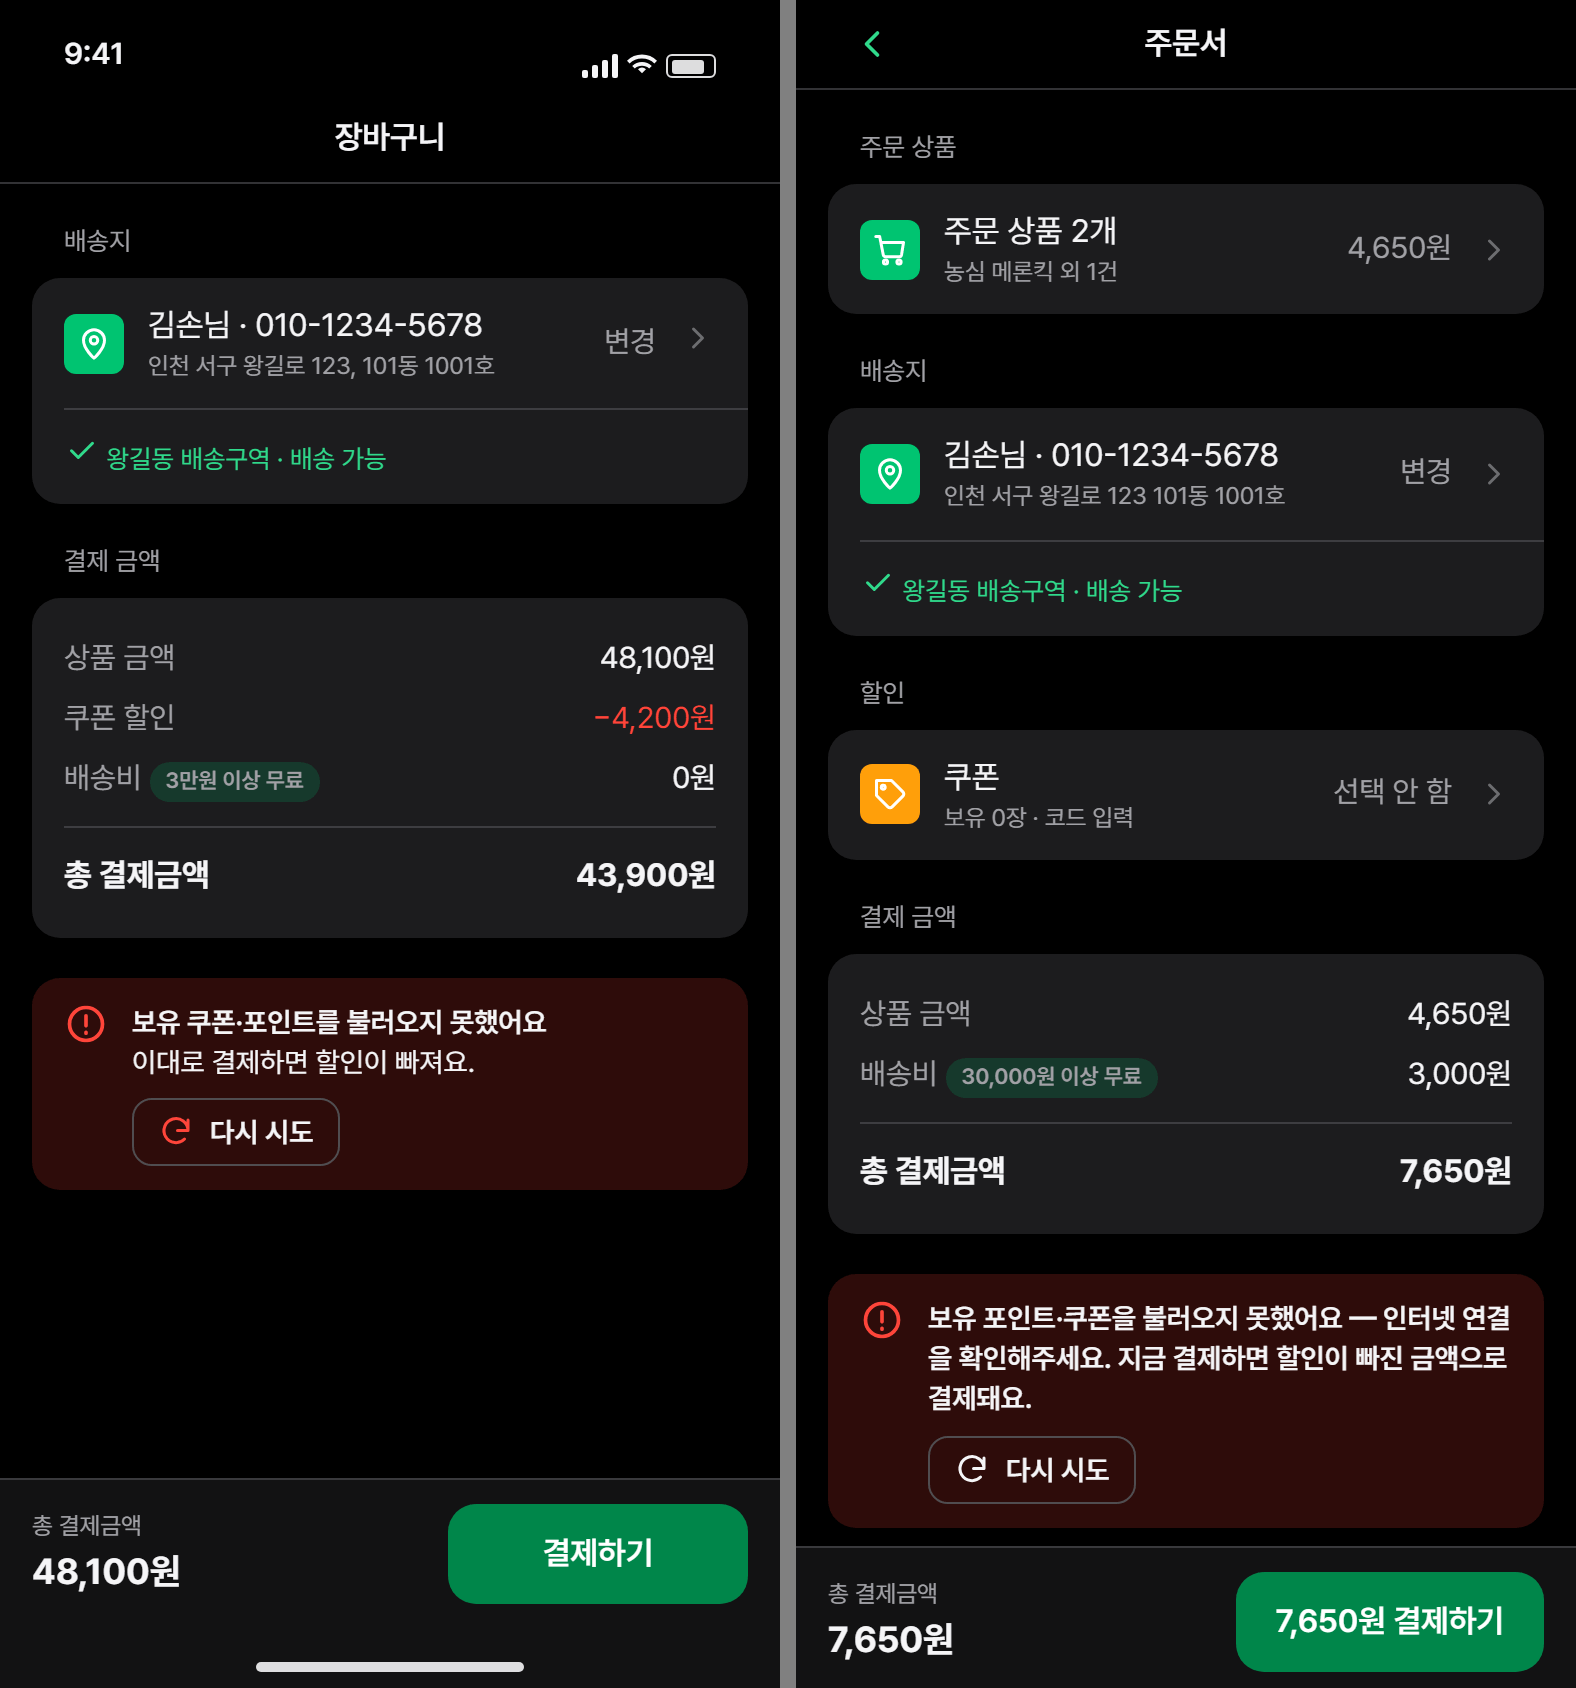 9:41
장바구니
배송지
김손님 · 010-1234-5678
인천 서구 왕길로 123, 101동 1001호
변경
왕길동 배송구역 · 배송 가능
결제 금액
상품 금액
48,100원
쿠폰 할인
−4,200원
배송비
3만원 이상 무료
0원
총 결제금액
43,900원
보유 쿠폰·포인트를 불러오지 못했어요
이대로 결제하면 할인이 빠져요.
다시 시도
총 결제금액
48,100원
결제하기
주문서
주문 상품
주문 상품 2개
농심 메론킥 외 1건
4,650원
배송지
김손님 · 010-1234-5678
인천 서구 왕길로 123 101동 1001호
변경
왕길동 배송구역 · 배송 가능
할인
쿠폰
보유 0장 · 코드 입력
선택 안 함
결제 금액
상품 금액
4,650원
배송비
30,000원 이상 무료
3,000원
총 결제금액
7,650원
보유 포인트·쿠폰을 불러오지 못했어요 — 인터넷 연결
을 확인해주세요. 지금 결제하면 할인이 빠진 금액으로
결제돼요.
다시 시도
총 결제금액
7,650원
7,650원 결제하기